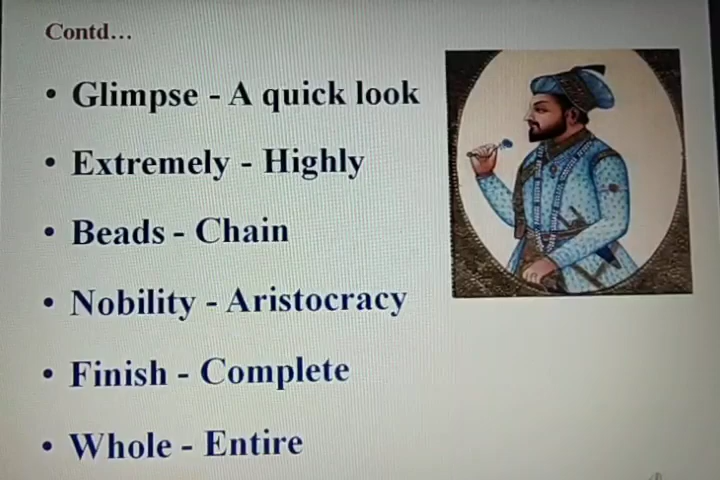 Contd...
• Glimpse - A quick look
• Extremely - Highly
• Beads - Chain
• Nobility - Aristocracy
• Finish - Complete
• Whole - Entire